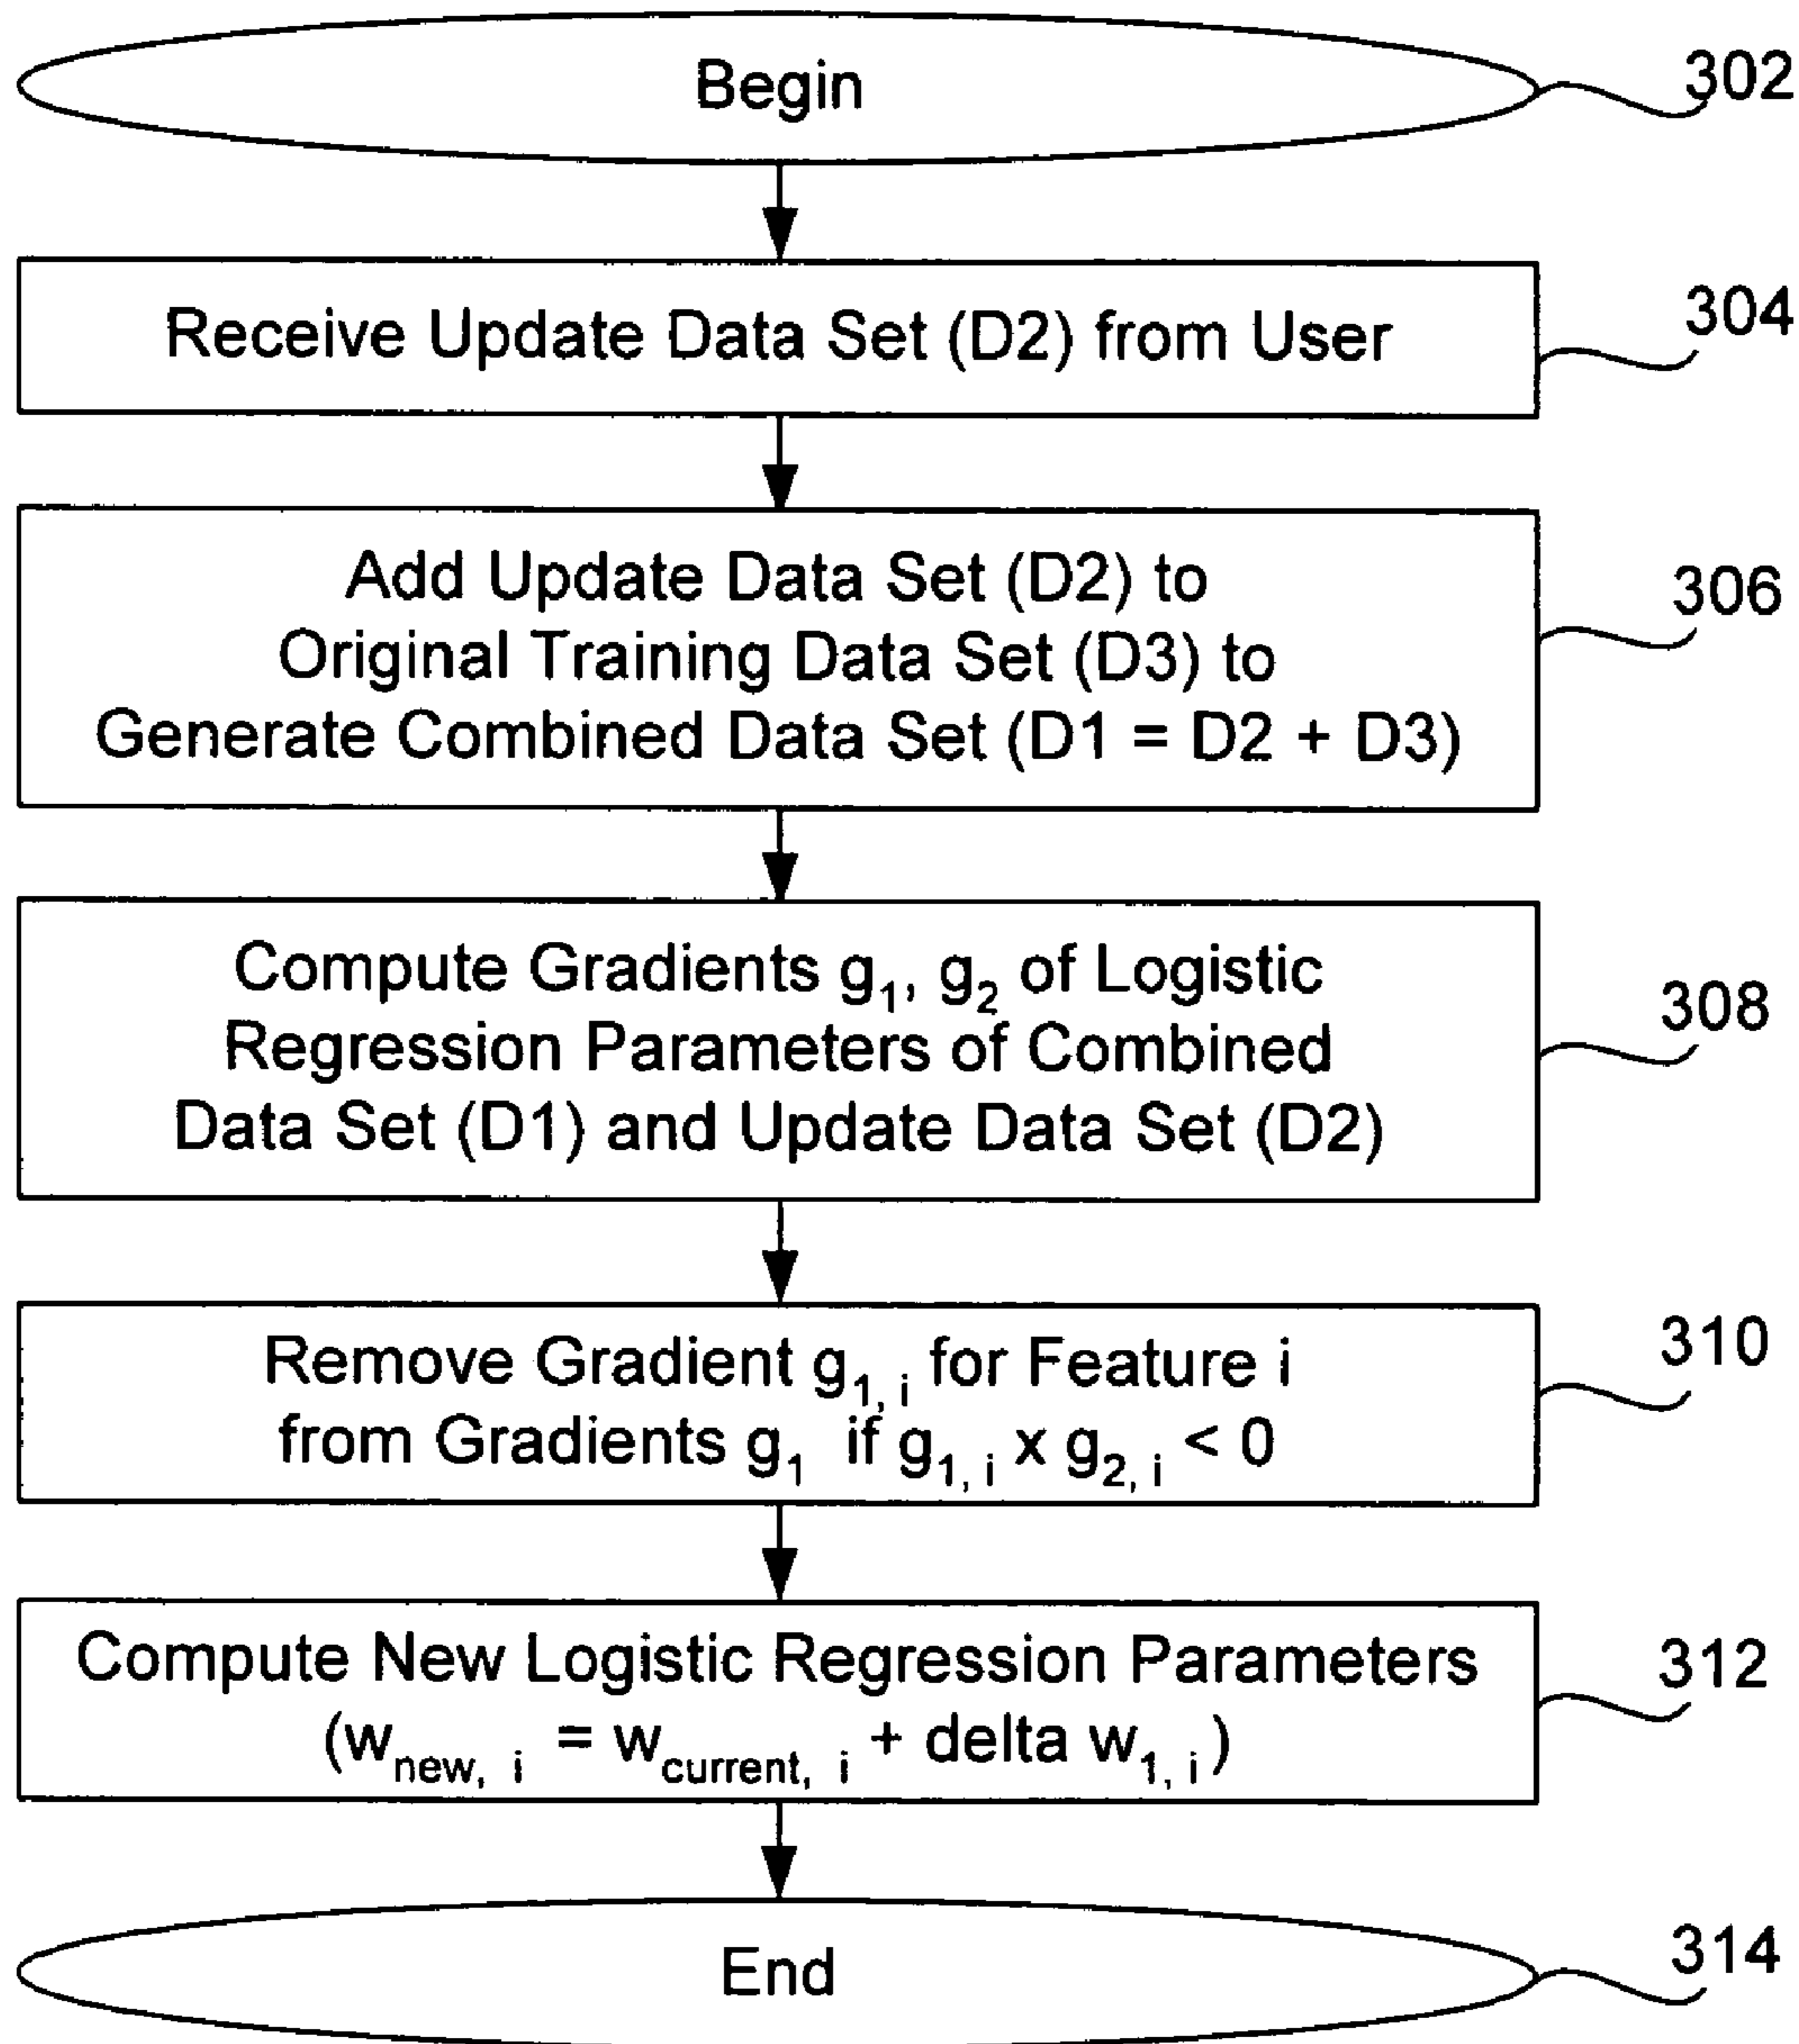 Begin
302
Receive Update Data Set (D2) from User
304
Add Update Data Set (D2) to
Original Training Data Set (D3) to
Generate Combined Data Set (D1 = D2 + D3)
306
Compute Gradients g1, g2 of Logistic
Regression Parameters of Combined
Data Set (D1) and Update Data Set (D2)
308
Remove Gradient g1, i for Feature i
from Gradients g1 if g1, i x g2, i < 0
310
Compute New Logistic Regression Parameters
(wnew, i = wcurrent, i + delta w1, i)
312
End
314